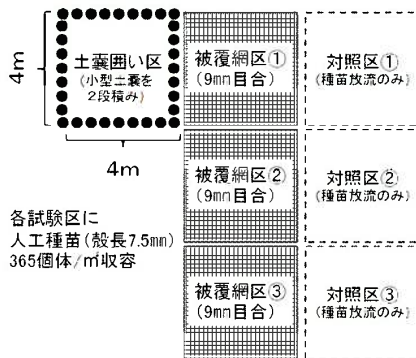 4m
土嚢囲い区
(小型土嚢を
2段積み)
4m
被覆網区①
(9mm目合)
対照区①
(種苗放流のみ)
被覆網区②
(9mm目合)
対照区②
(種苗放流のみ)
各試験区に
人工種苗(殻長7.5mm)
365個体/㎡収容
被覆網区③
(9mm目合)
対照区③
(種苗放流のみ)